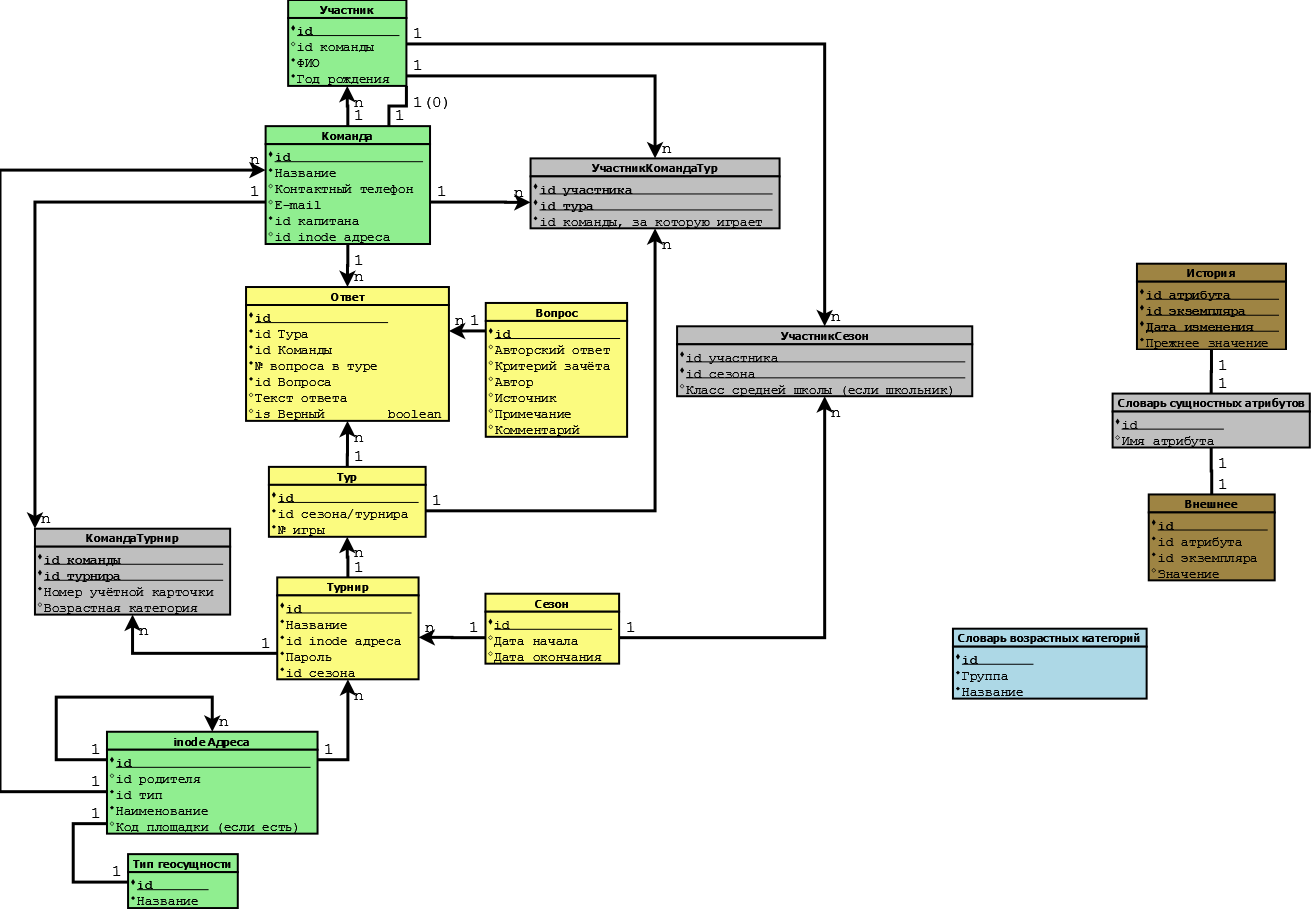 Участник
id
id команды
ФИО
Год рождения
1
1
n
1
1
1(0)
Команда
id
Название
Контактный телефон
E-mail
id капитана
id inode адреса
n
1
1
n
n
УчастникКомандаТур
id участника
id тура
id команды, за которую играет
n
1
n
Ответ
id
id Тура
id Команды
№ вопроса в туре
id Вопроса
Текст ответа
is Верный boolean
n 1
Вопрос
id
Авторский ответ
Критерий зачёта
Автор
Источник
Примечание
Комментарий
n
УчастникСезон
id участника
id сезона
Класс средней школы (если школьник)
n
История
id атрибута
id экземпляра
Дата изменения
Прежнее значение
1
1
Словарь сущностных атрибутов
id
Имя атрибута
1
1
Внешнее
id
id атрибута
id экземпляра
Значение
n
1
Тур
id
id сезона/турнира
№ игры
1
n
КомандаТурнир
id команды
id турнира
Номер учётной карточки
Возрастная категория
n
n
1
Турнир
id
Название
id inode адреса
Пароль
id сезона
1
n
1
Сезон
id
Дата начала
Дата окончания
1
Словарь возрастных категорий
id
Группа
Название
n
n
1
1
1
1
inode Адреса
id
id родителя
id тип
Наименование
Код площадки (если есть)
1
Тип геосущности
id
Название